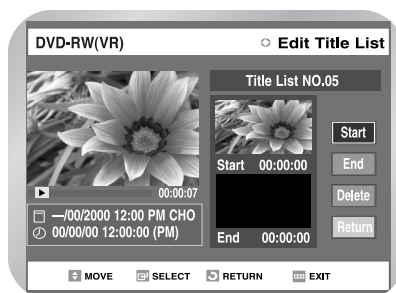 DVD-RW(VR)
Edit Title List
Title List NO.05
Start 00:00:00
00:00:07
—/00/2000 12:00 PM CHO
00/00/00 12:00:00 (PM)
End 00:00:00
Start
End
Delete
Return
MOVE SELECT RETURN EXIT